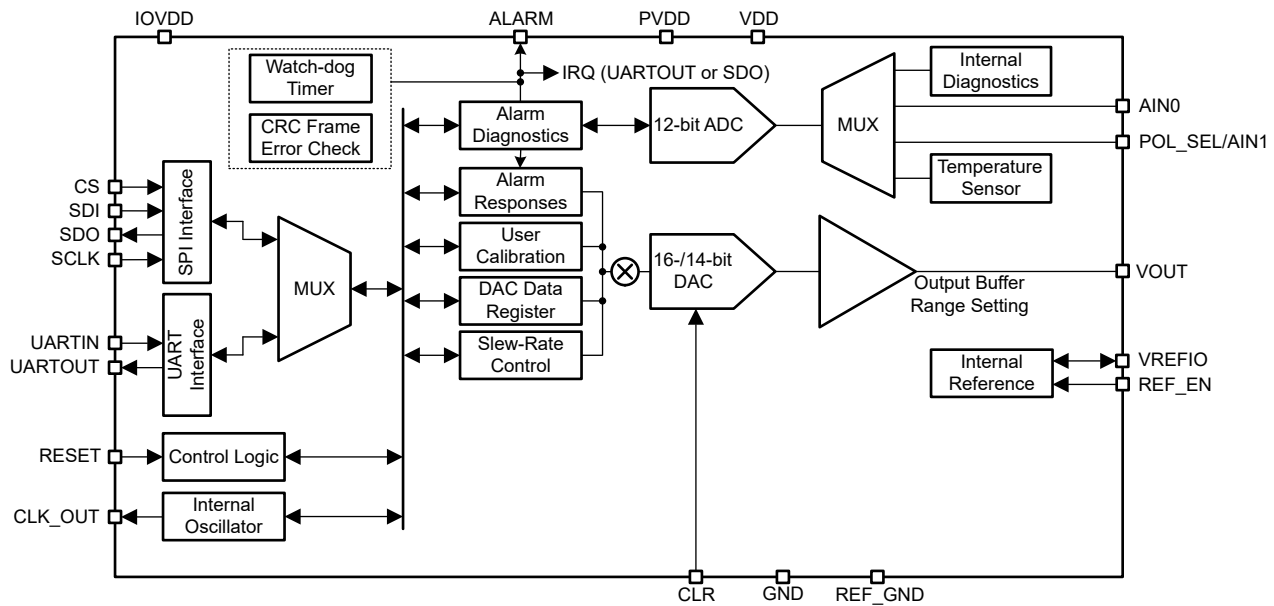 IOVDD
ALARM
PVDD
VDD
Watch-dog
Timer
CRC Frame
Error Check
IRQ (UARTOUT or SDO)
Alarm
Diagnostics
12-bit ADC
MUX
Internal
Diagnostics
AIN0
POL_SEL/AIN1
Temperature
Sensor
CS
SDI
SDO
SCLK
SPI Interface
Alarm
Responses
User
Calibration
MUX
16-/14-bit
DAC
Output Buffer
Range Setting
VOUT
DAC Data
Register
Slew-Rate
Control
UARTIN
UARTOUT
UART
Interface
Internal
Reference
VREFIO
REF_EN
RESET
Control Logic
CLK_OUT
Internal
Oscillator
CLR
GND
REF_GND